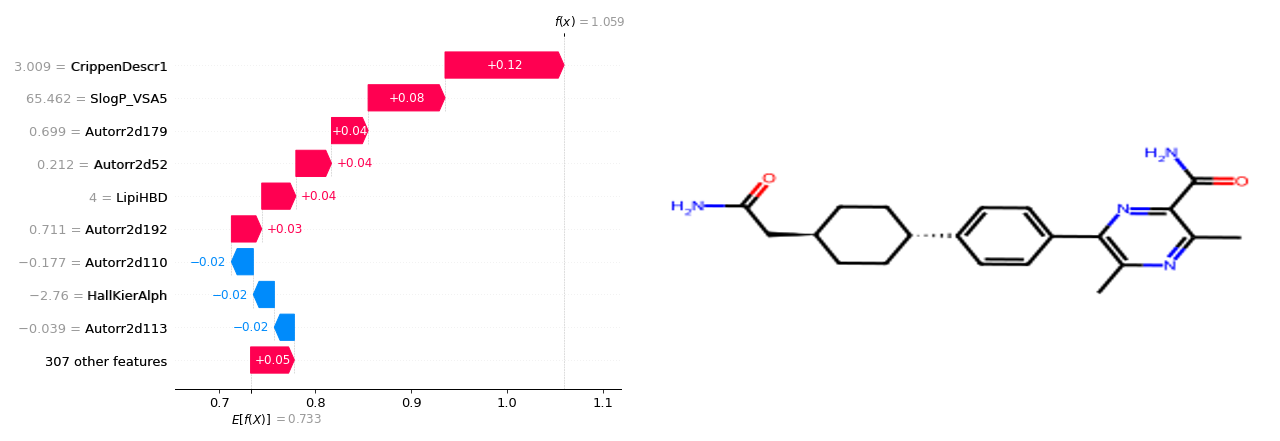 f(x) = 1.059
3.009 = CrippenDescr1 +0.12
65.462 = SlogP_VSA5 +0.08
0.699 = Autorr2d179 +0.04
0.212 = Autorr2d52 +0.04
4 = LipiHBD +0.04
0.711 = Autorr2d192 +0.03
−0.177 = Autorr2d110 −0.02
−2.76 = HallKierAlph −0.02
−0.039 = Autorr2d113 −0.02
307 other features +0.05
0.7 0.8 0.9 1.0 1.1
E[f(X)] = 0.733
H2N O
H2N O
N
N